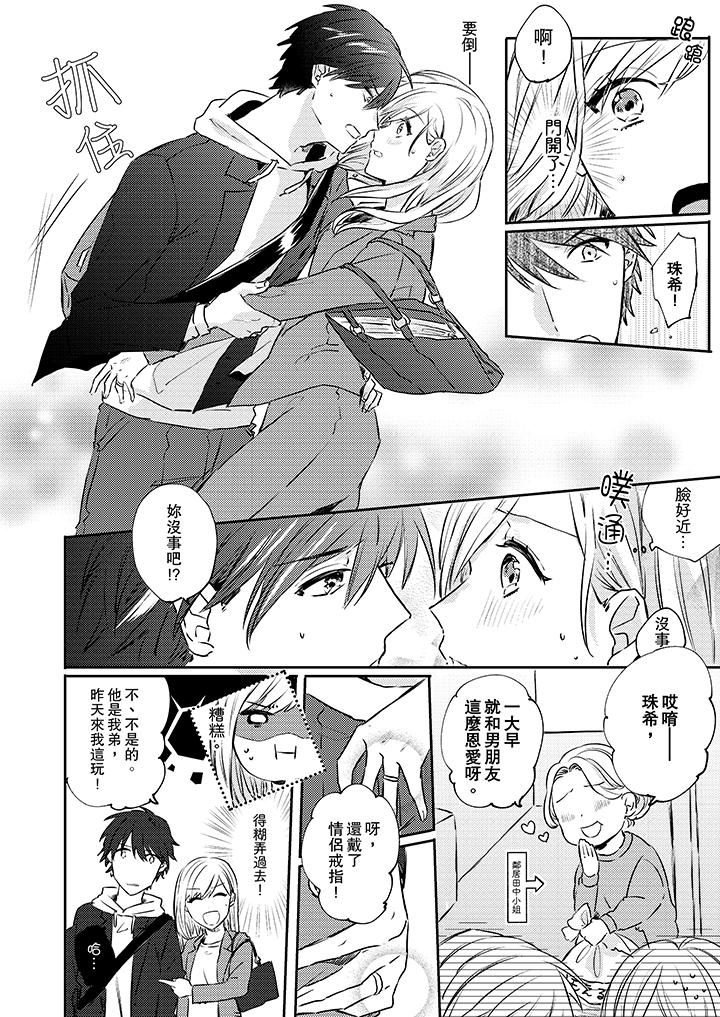 踉
蹌
啊！
門開了…
珠希！
要倒——
抓住
臉好近…
噗通…
沒事
妳沒事吧!?
哎唷——
珠希，
一大早
就和男朋友
這麼恩愛呀。
鄰居田中小姐
呀，
還戴了
情侶戒指！
糟糕。
不、不是的。
他是我弟，
昨天來我這玩！
得糊弄過去！
哈…